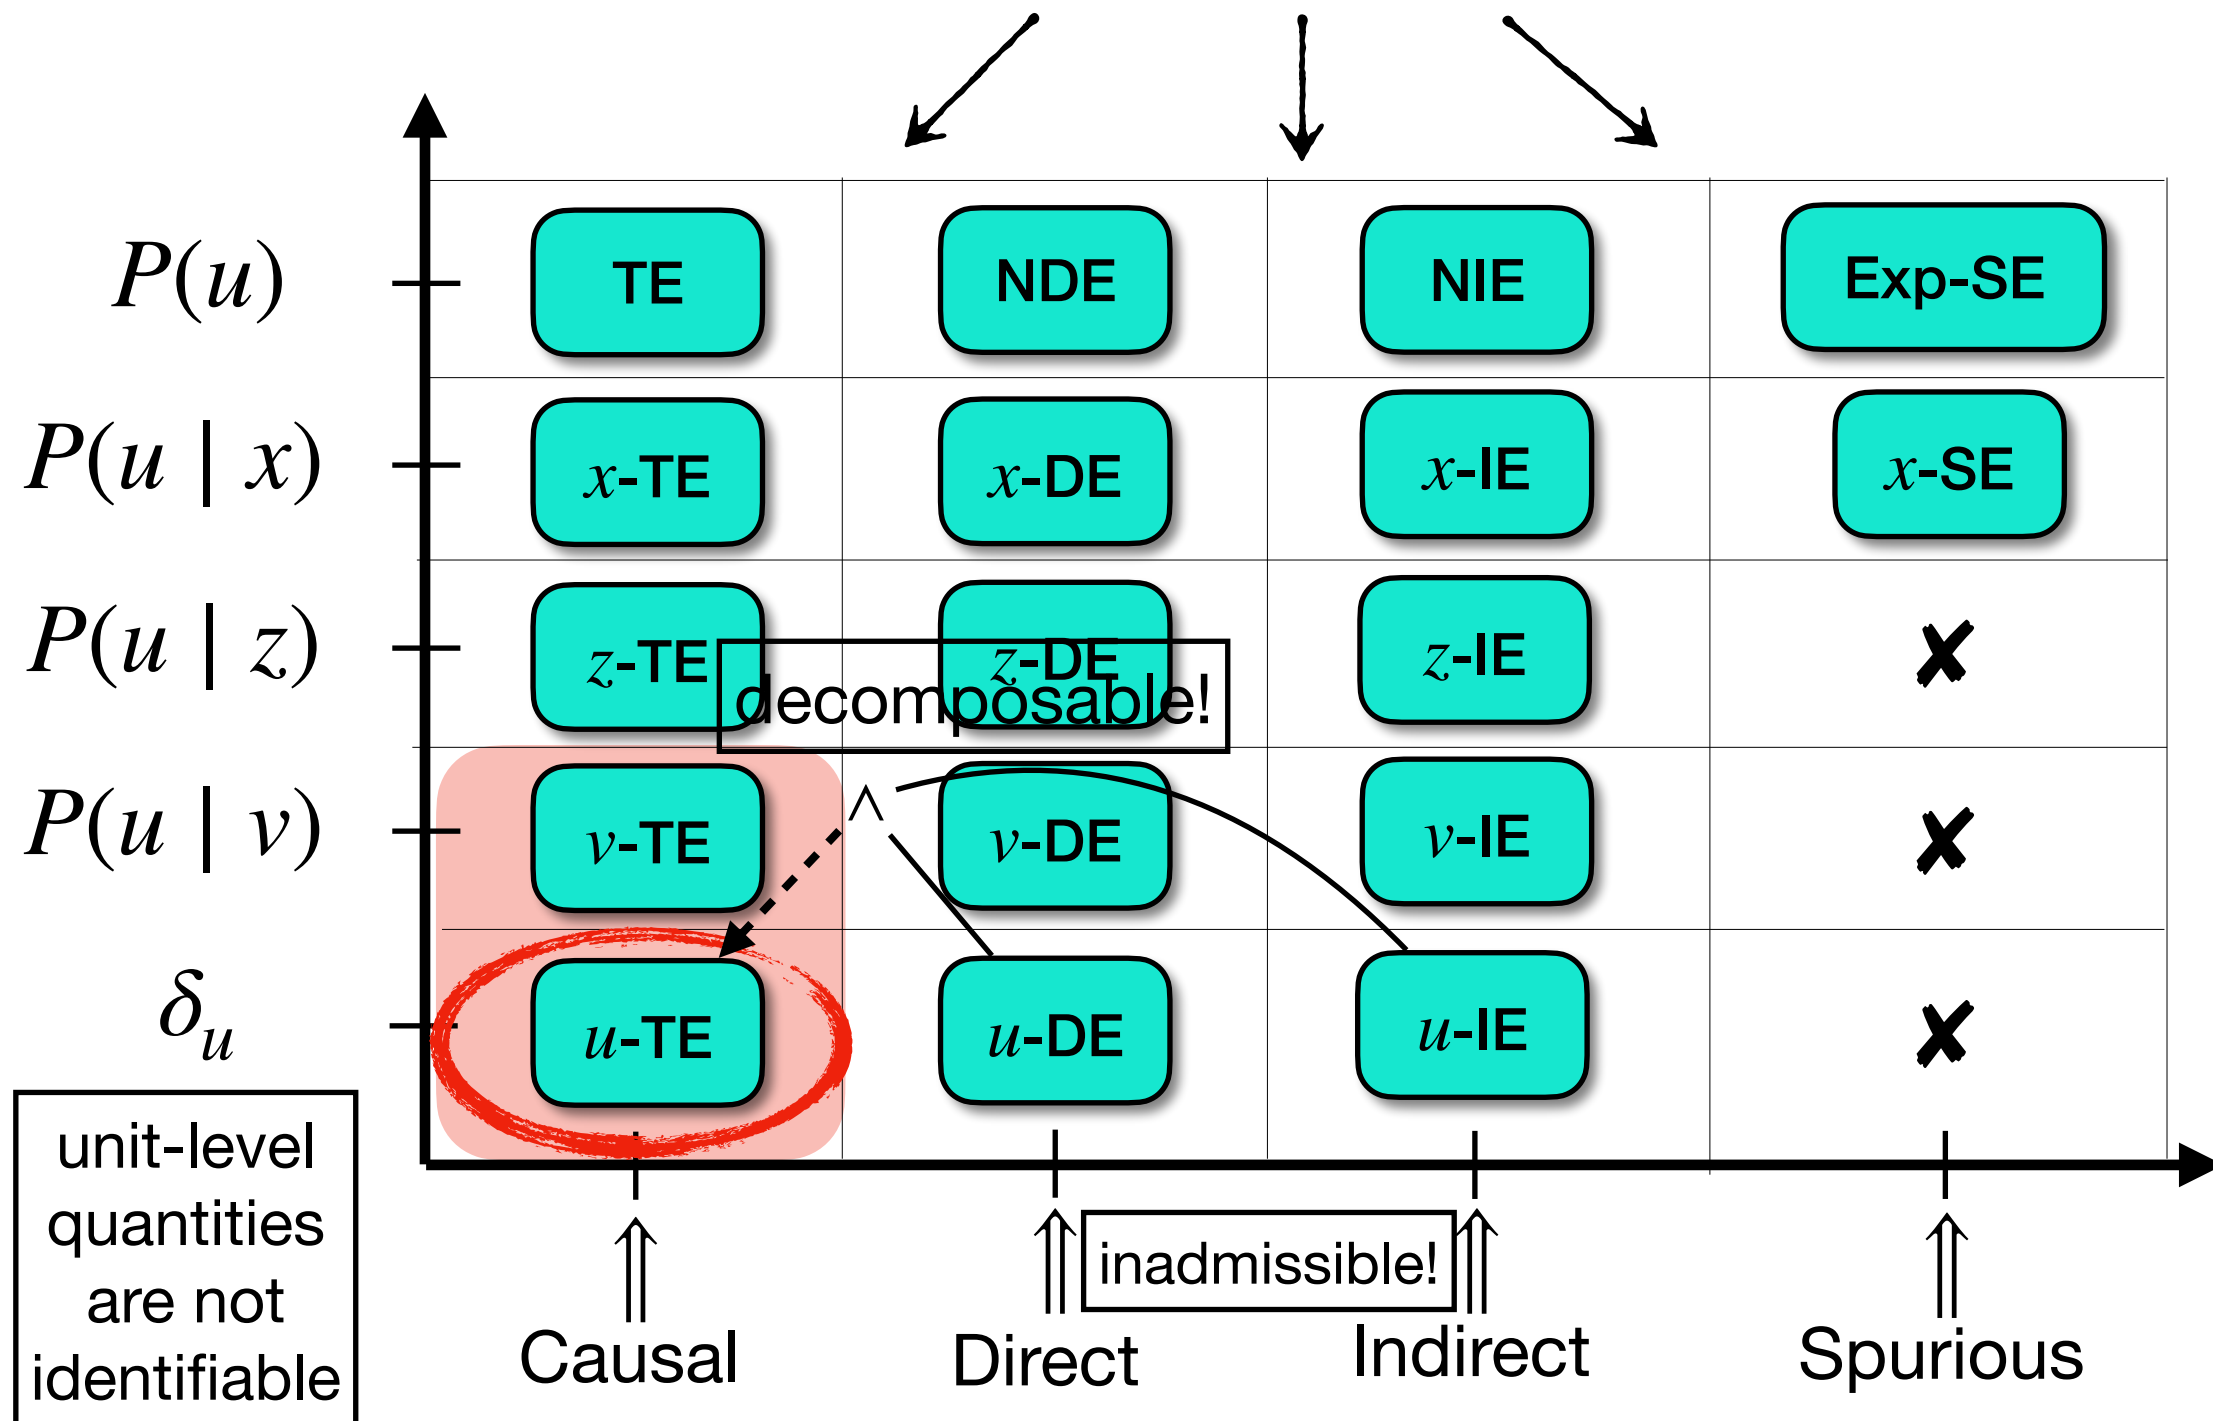 P(u)
TE
NDE
NIE
Exp-SE
P(u | x)
x-TE
x-DE
x-IE
x-SE
P(u | z)
z-TE
z-DE
z-IE
✘
decomposable!
P(u | v)
v-TE
∧
v-DE
v-IE
✘
δu
u-TE
u-DE
u-IE
✘
unit-level
quantities
are not
identifiable
inadmissible!
Causal
Direct
Indirect
Spurious